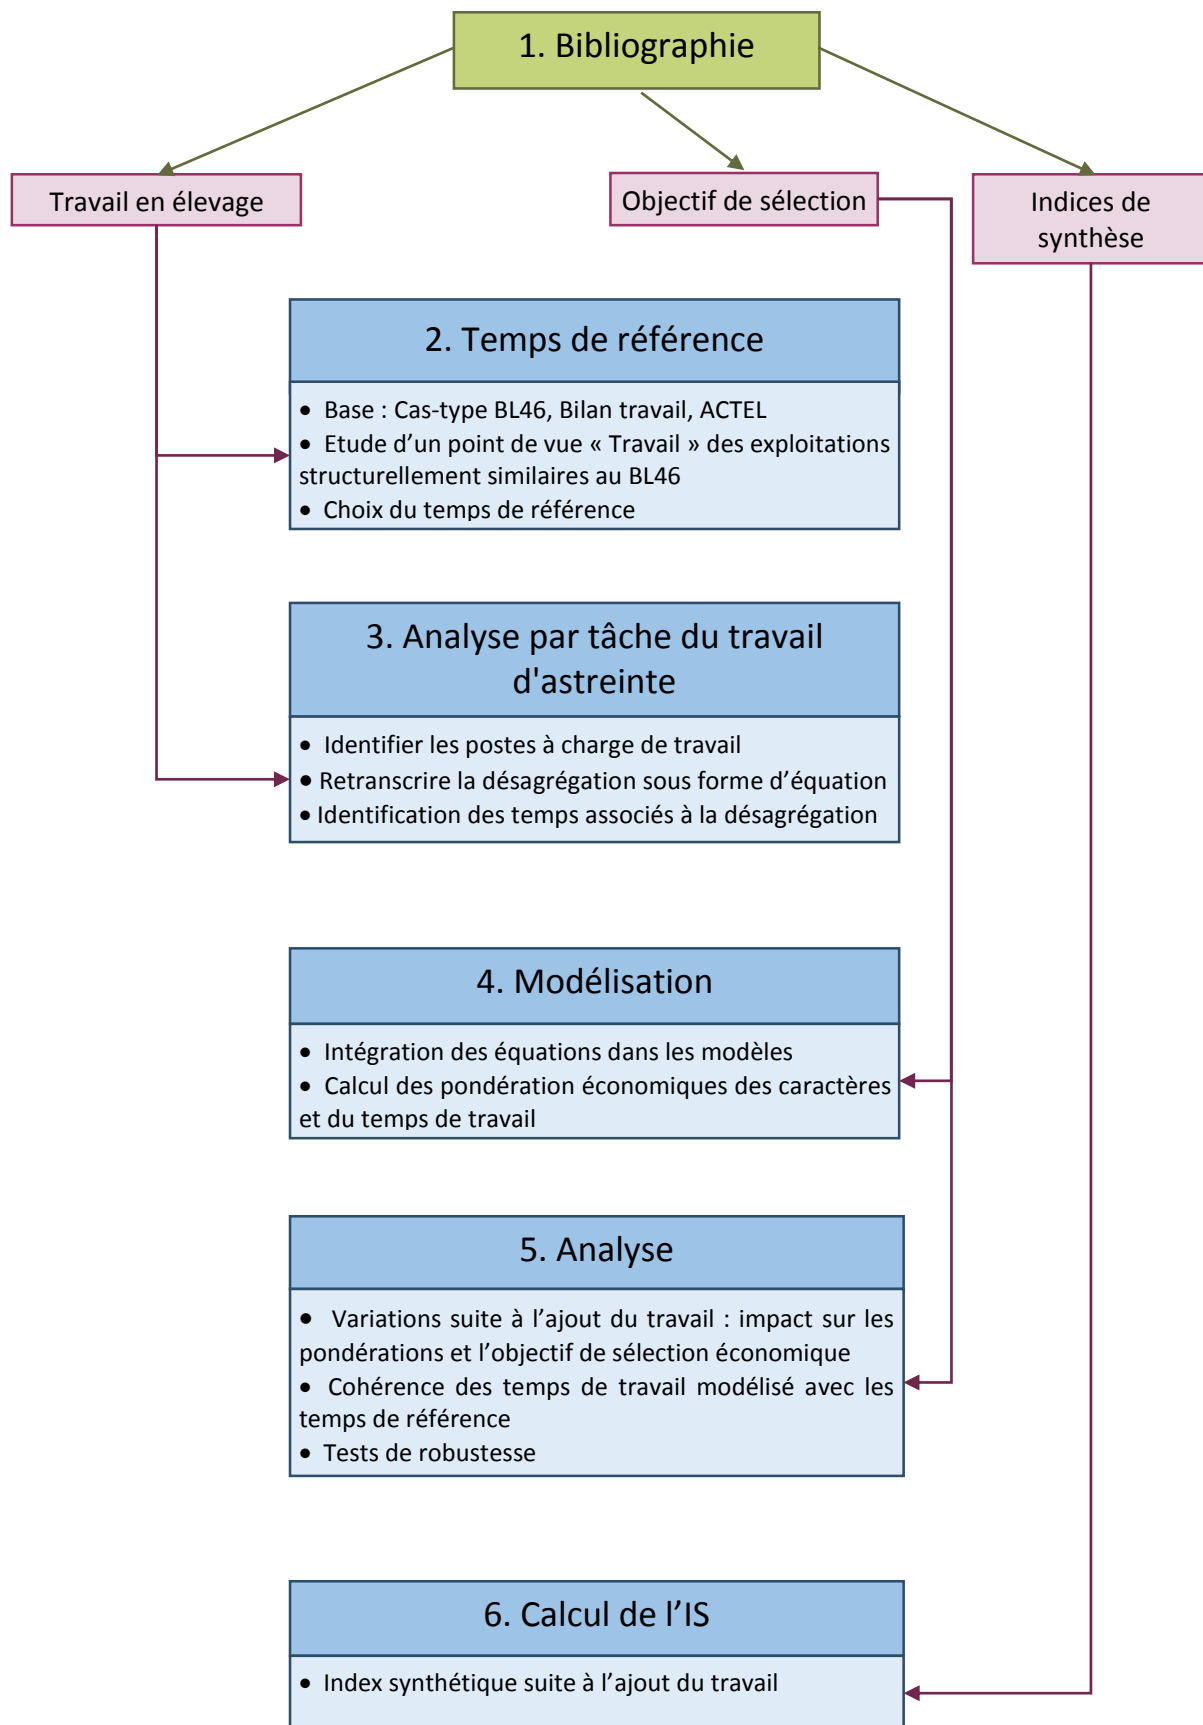 1. Bibliographie
Travail en élevage
Objectif de sélection
Indices de
synthèse
2. Temps de référence
• Base : Cas-type BL46, Bilan travail, ACTEL
• Etude d’un point de vue « Travail » des exploitations
structurellement similaires au BL46
• Choix du temps de référence
3. Analyse par tâche du travail
d'astreinte
• Identifier les postes à charge de travail
• Retranscrire la désagrégation sous forme d’équation
• Identification des temps associés à la désagrégation
4. Modélisation
• Intégration des équations dans les modèles
• Calcul des pondération économiques des caractères
et du temps de travail
5. Analyse
• Variations suite à l’ajout du travail : impact sur les
pondérations et l’objectif de sélection économique
• Cohérence des temps de travail modélisé avec les
temps de référence
• Tests de robustesse
6. Calcul de l’IS
• Index synthétique suite à l’ajout du travail